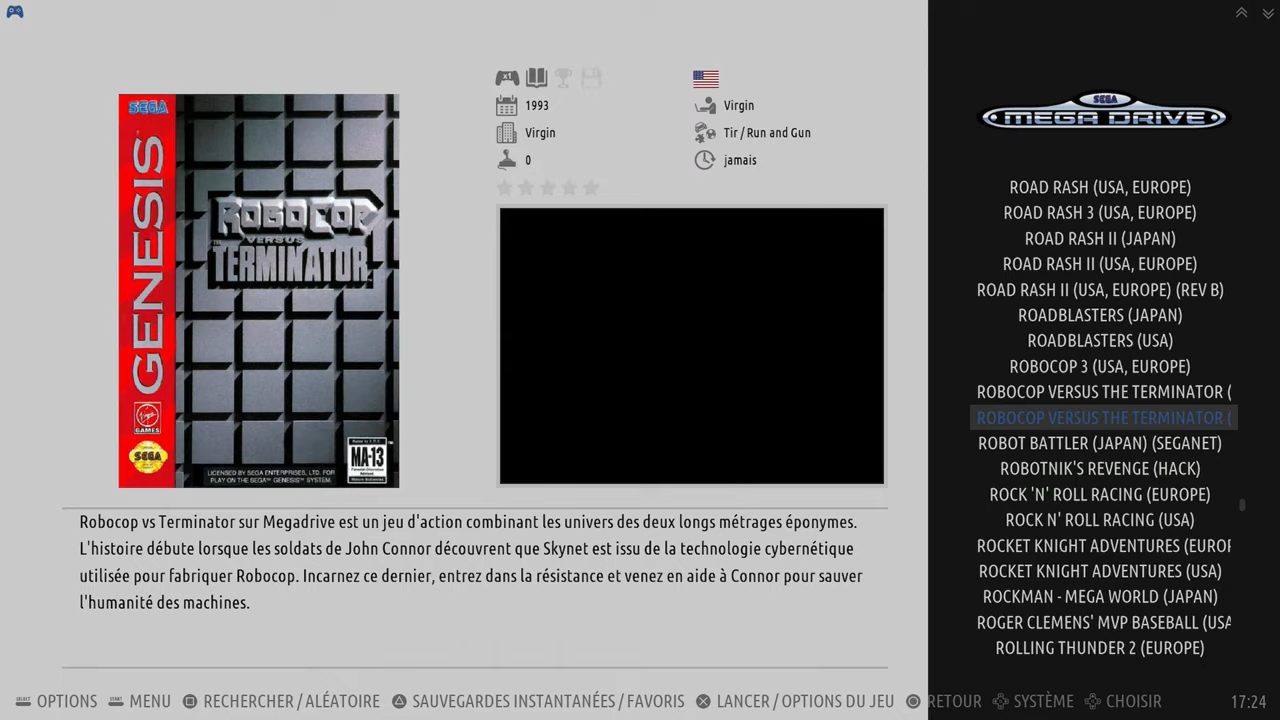 1993
Virgin
Virgin
Tir / Run and Gun
0
jamais
SEGA
GENESIS
ROBOCOP
VERSUS
THE TERMINATOR
Virgin
GAMES
SEGA
MA-13
LICENSED BY SEGA ENTERPRISES, LTD. FOR
PLAY ON THE SEGA GENESIS SYSTEM.
Robocop vs Terminator sur Megadrive est un jeu d'action combinant les univers des deux longs métrages éponymes.
L'histoire débute lorsque les soldats de John Connor découvrent que Skynet est issu de la technologie cybernétique
utilisée pour fabriquer Robocop. Incarnez ce dernier, entrez dans la résistance et venez en aide à Connor pour sauver
l'humanité des machines.
SEGA
MEGA DRIVE
ROAD RASH (USA, EUROPE)
ROAD RASH 3 (USA, EUROPE)
ROAD RASH II (JAPAN)
ROAD RASH II (USA, EUROPE)
ROAD RASH II (USA, EUROPE) (REV B)
ROADBLASTERS (JAPAN)
ROADBLASTERS (USA)
ROBOCOP 3 (USA, EUROPE)
ROBOCOP VERSUS THE TERMINATOR (
ROBOCOP VERSUS THE TERMINATOR (
ROBOT BATTLER (JAPAN) (SEGANET)
ROBOTNIK'S REVENGE (HACK)
ROCK 'N' ROLL RACING (EUROPE)
ROCK N' ROLL RACING (USA)
ROCKET KNIGHT ADVENTURES (EUROP
ROCKET KNIGHT ADVENTURES (USA)
ROCKMAN - MEGA WORLD (JAPAN)
ROGER CLEMENS' MVP BASEBALL (USA
ROLLING THUNDER 2 (EUROPE)
SELECT OPTIONS START MENU RECHERCHER / ALÉATOIRE SAUVEGARDES INSTANTANÉES / FAVORIS LANCER / OPTIONS DU JEU RETOUR SYSTÈME CHOISIR 17:24